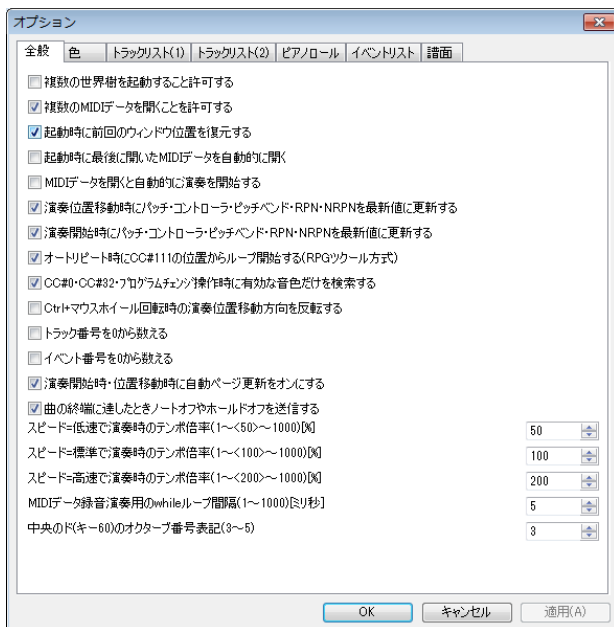 オプション
全般 色 トラックリスト(1) トラックリスト(2) ピアノロール イベントリスト 譜面
複数の世界樹を起動すること許可する
複数のMIDIデータを開くことを許可する
起動時に前回のウィンドウ位置を復元する
起動時に最後に開いたMIDIデータを自動的に開く
MIDIデータを開くと自動的に演奏を開始する
演奏位置移動時にパッチ・コントローラ・ピッチベンド・RPN・NRPNを最新値に更新する
演奏開始時にパッチ・コントローラ・ピッチベンド・RPN・NRPNを最新値に更新する
オートリピート時にCC#111の位置からループ開始する(RPGツクール方式)
CC#0・CC#32・プログラムチェンジ操作時に有効な音色だけを検索する
Ctrl+マウスホイール回転時の演奏位置移動方向を反転する
トラック番号を0から数える
イベント番号を0から数える
演奏開始時・位置移動時に自動ページ更新をオンにする
曲の終端に達したときノートオフやホールドオフを送信する
スピード=低速で演奏時のテンポ倍率(1～<50>～1000)[%] 50
スピード=標準で演奏時のテンポ倍率(1～<100>～1000)[%] 100
スピード=高速で演奏時のテンポ倍率(1～<200>～1000)[%] 200
MIDIデータ録音演奏用のwhileループ間隔(1～1000)[ミリ秒] 5
中央のド(キー60)のオクターブ番号表記(3～5) 3
OK キャンセル 適用(A)